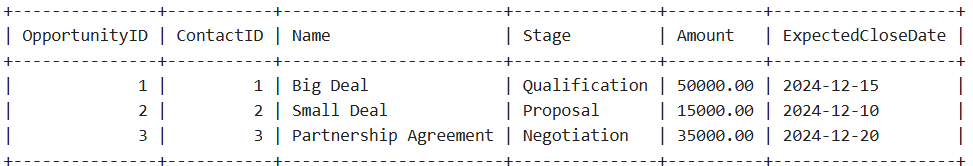 +---------------+-----------+-----------------------+---------------+----------+-------------------+
| OpportunityID | ContactID | Name                  | Stage         | Amount   | ExpectedCloseDate |
+---------------+-----------+-----------------------+---------------+----------+-------------------+
|             1 |         1 | Big Deal              | Qualification | 50000.00 | 2024-12-15        |
|             2 |         2 | Small Deal            | Proposal      | 15000.00 | 2024-12-10        |
|             3 |         3 | Partnership Agreement | Negotiation   | 35000.00 | 2024-12-20        |
+---------------+-----------+-----------------------+---------------+----------+-------------------+